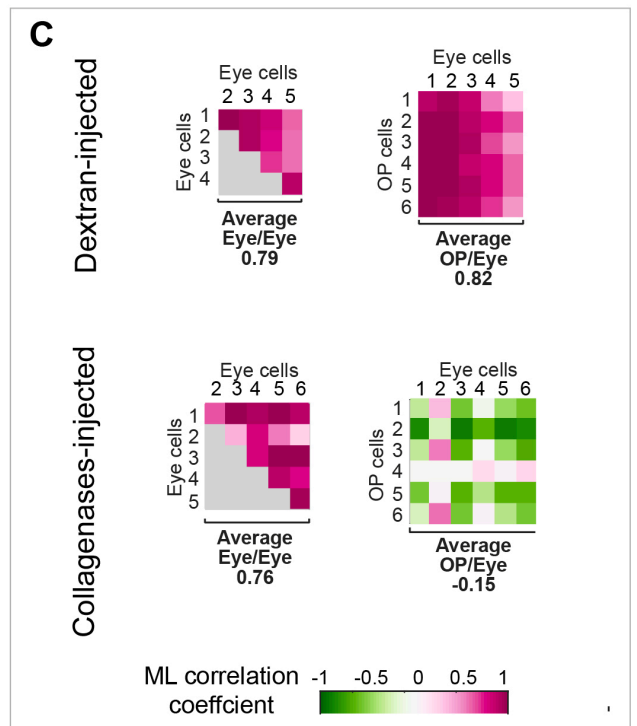 C
Dextran-injected
Eye cells
2 3 4 5
Eye cells
1
2
3
4
Average
Eye/Eye
0.79
Eye cells
1 2 3 4 5
OP cells
1
2
3
4
5
6
Average
OP/Eye
0.82
Collagenases-injected
Eye cells
2 3 4 5 6
Eye cells
1
2
3
4
5
Average
Eye/Eye
0.76
Eye cells
1 2 3 4 5 6
OP cells
1
2
3
4
5
6
Average
OP/Eye
-0.15
ML correlation
coeffcient
-1 -0.5 0 0.5 1